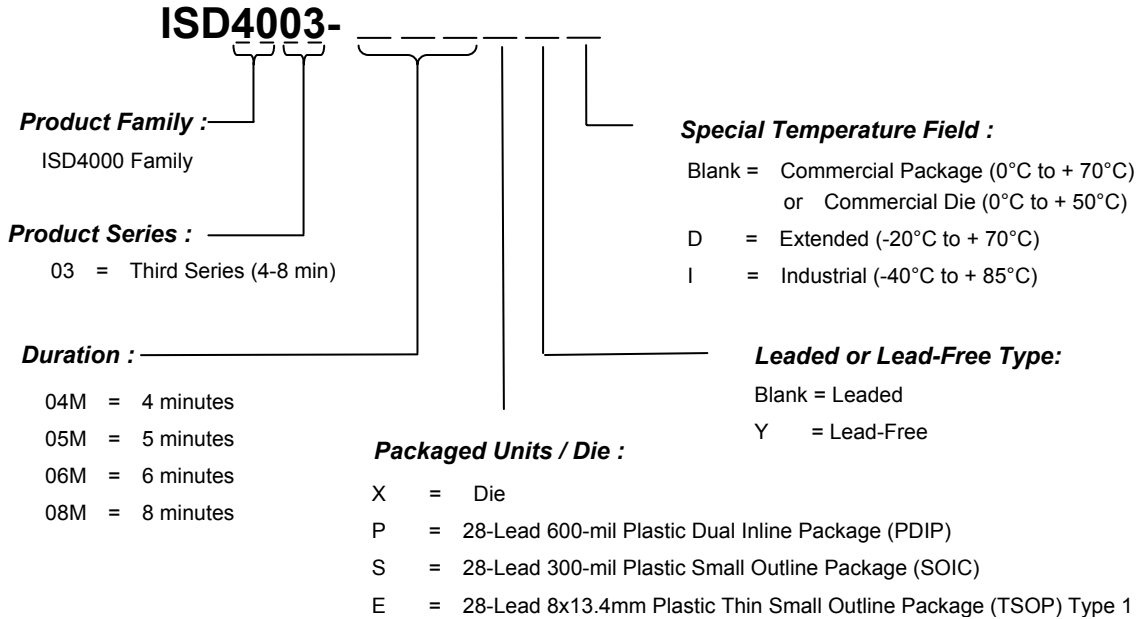 ISD4003- _ _ _ _ _ _
Product Family :
ISD4000 Family
Product Series :
03 = Third Series (4-8 min)
Duration :
04M = 4 minutes
05M = 5 minutes
06M = 6 minutes
08M = 8 minutes
Special Temperature Field :
Blank = Commercial Package (0°C to + 70°C)
or Commercial Die (0°C to + 50°C)
D = Extended (-20°C to + 70°C)
I = Industrial (-40°C to + 85°C)
Leaded or Lead-Free Type:
Blank = Leaded
Y = Lead-Free
Packaged Units / Die :
X = Die
P = 28-Lead 600-mil Plastic Dual Inline Package (PDIP)
S = 28-Lead 300-mil Plastic Small Outline Package (SOIC)
E = 28-Lead 8x13.4mm Plastic Thin Small Outline Package (TSOP) Type 1